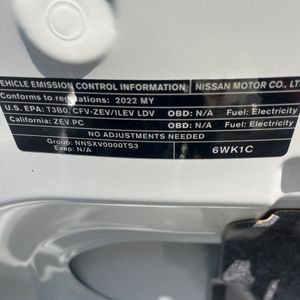 VEHICLE EMISSION CONTROL INFORMATION NISSAN MOTOR CO., LT
Conforms to regulations: 2022 MY
U.S. EPA: T3B0, CFV-ZEV/ILEV LDV OBD: N/A Fuel: Electricity
California: ZEV PC OBD: N/A Fuel: Electricity
NO ADJUSTMENTS NEEDED
Group: NNSXV0000TS3
Evap: N/A
6WK1C